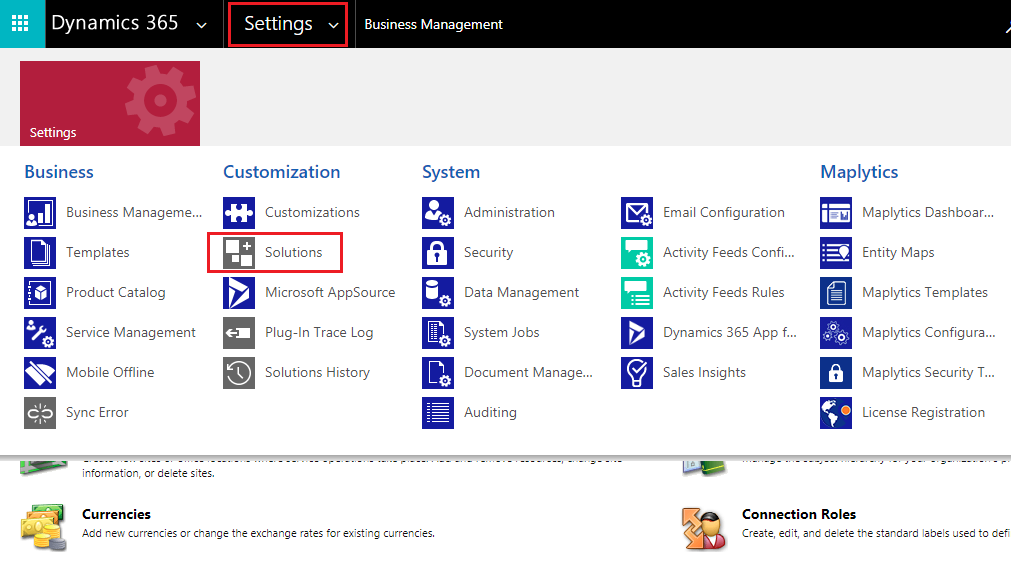 Dynamics 365 Settings Business Management
Settings
Business Customization System Maplytics
Business Manageme... Customizations Administration Email Configuration Maplytics Dashboar...
Templates Solutions Security Activity Feeds Confi... Entity Maps
Product Catalog Microsoft AppSource Data Management Activity Feeds Rules Maplytics Templates
Service Management Plug-In Trace Log System Jobs Dynamics 365 App f... Maplytics Configura...
Mobile Offline Solutions History Document Manage... Sales Insights Maplytics Security T...
Sync Error Auditing License Registration
information, or delete sites.
Currencies Connection Roles
Add new currencies or change the exchange rates for existing currencies. Create, edit, and delete the standard labels used to defi